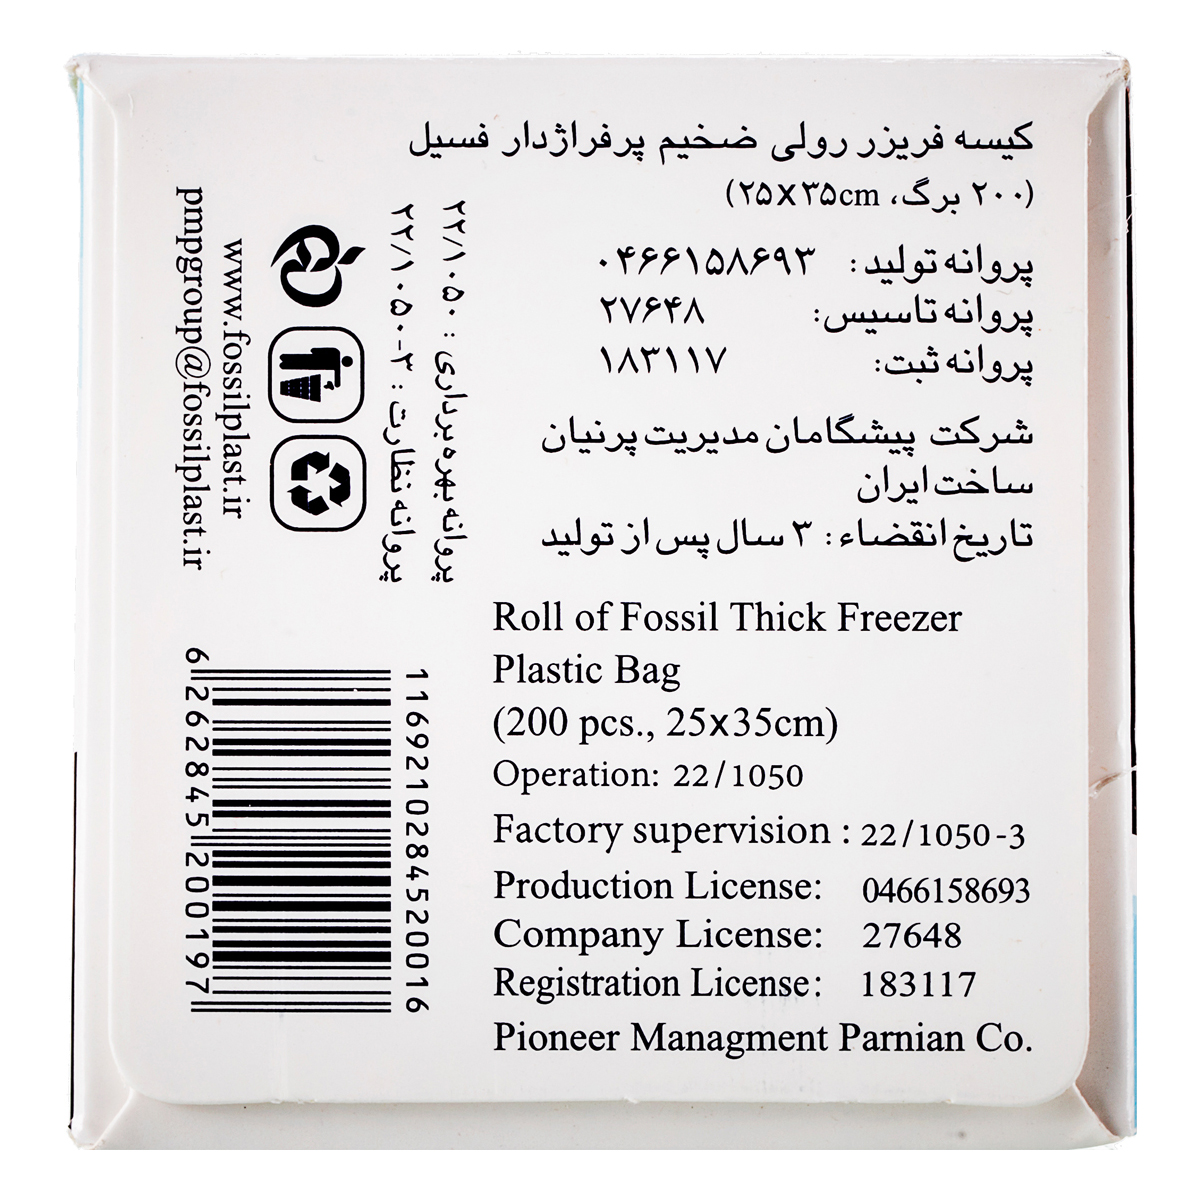 کیسه فریزر رولی ضخیم پرفراژدار فسیل
(۲۰۰ برگ، ۲۵x۳۵cm)
پروانه تولید: ۰۴۶۶۱۵۸۶۹۳
پروانه تاسیس: ۲۷۶۴۸
پروانه ثبت: ۱۸۳۱۱۷
شرکت پیشگامان مدیریت پرنیان
ساخت ایران
تاریخ انقضاء: ۳ سال پس از تولید
پروانه بهره‌برداری: ۲۲/۱۰۵۰
پروانه نظارت: ۲۲/۱۰۵۰-۳
www.fossilplast.ir
pmpgroup@fossilplast.ir
Roll of Fossil Thick Freezer
Plastic Bag
(200 pcs., 25x35cm)
Operation: 22/1050
Factory supervision : 22/1050-3
Production License: 0466158693
Company License: 27648
Registration License: 183117
Pioneer Managment Parnian Co.
1169210284520016
6262845200197